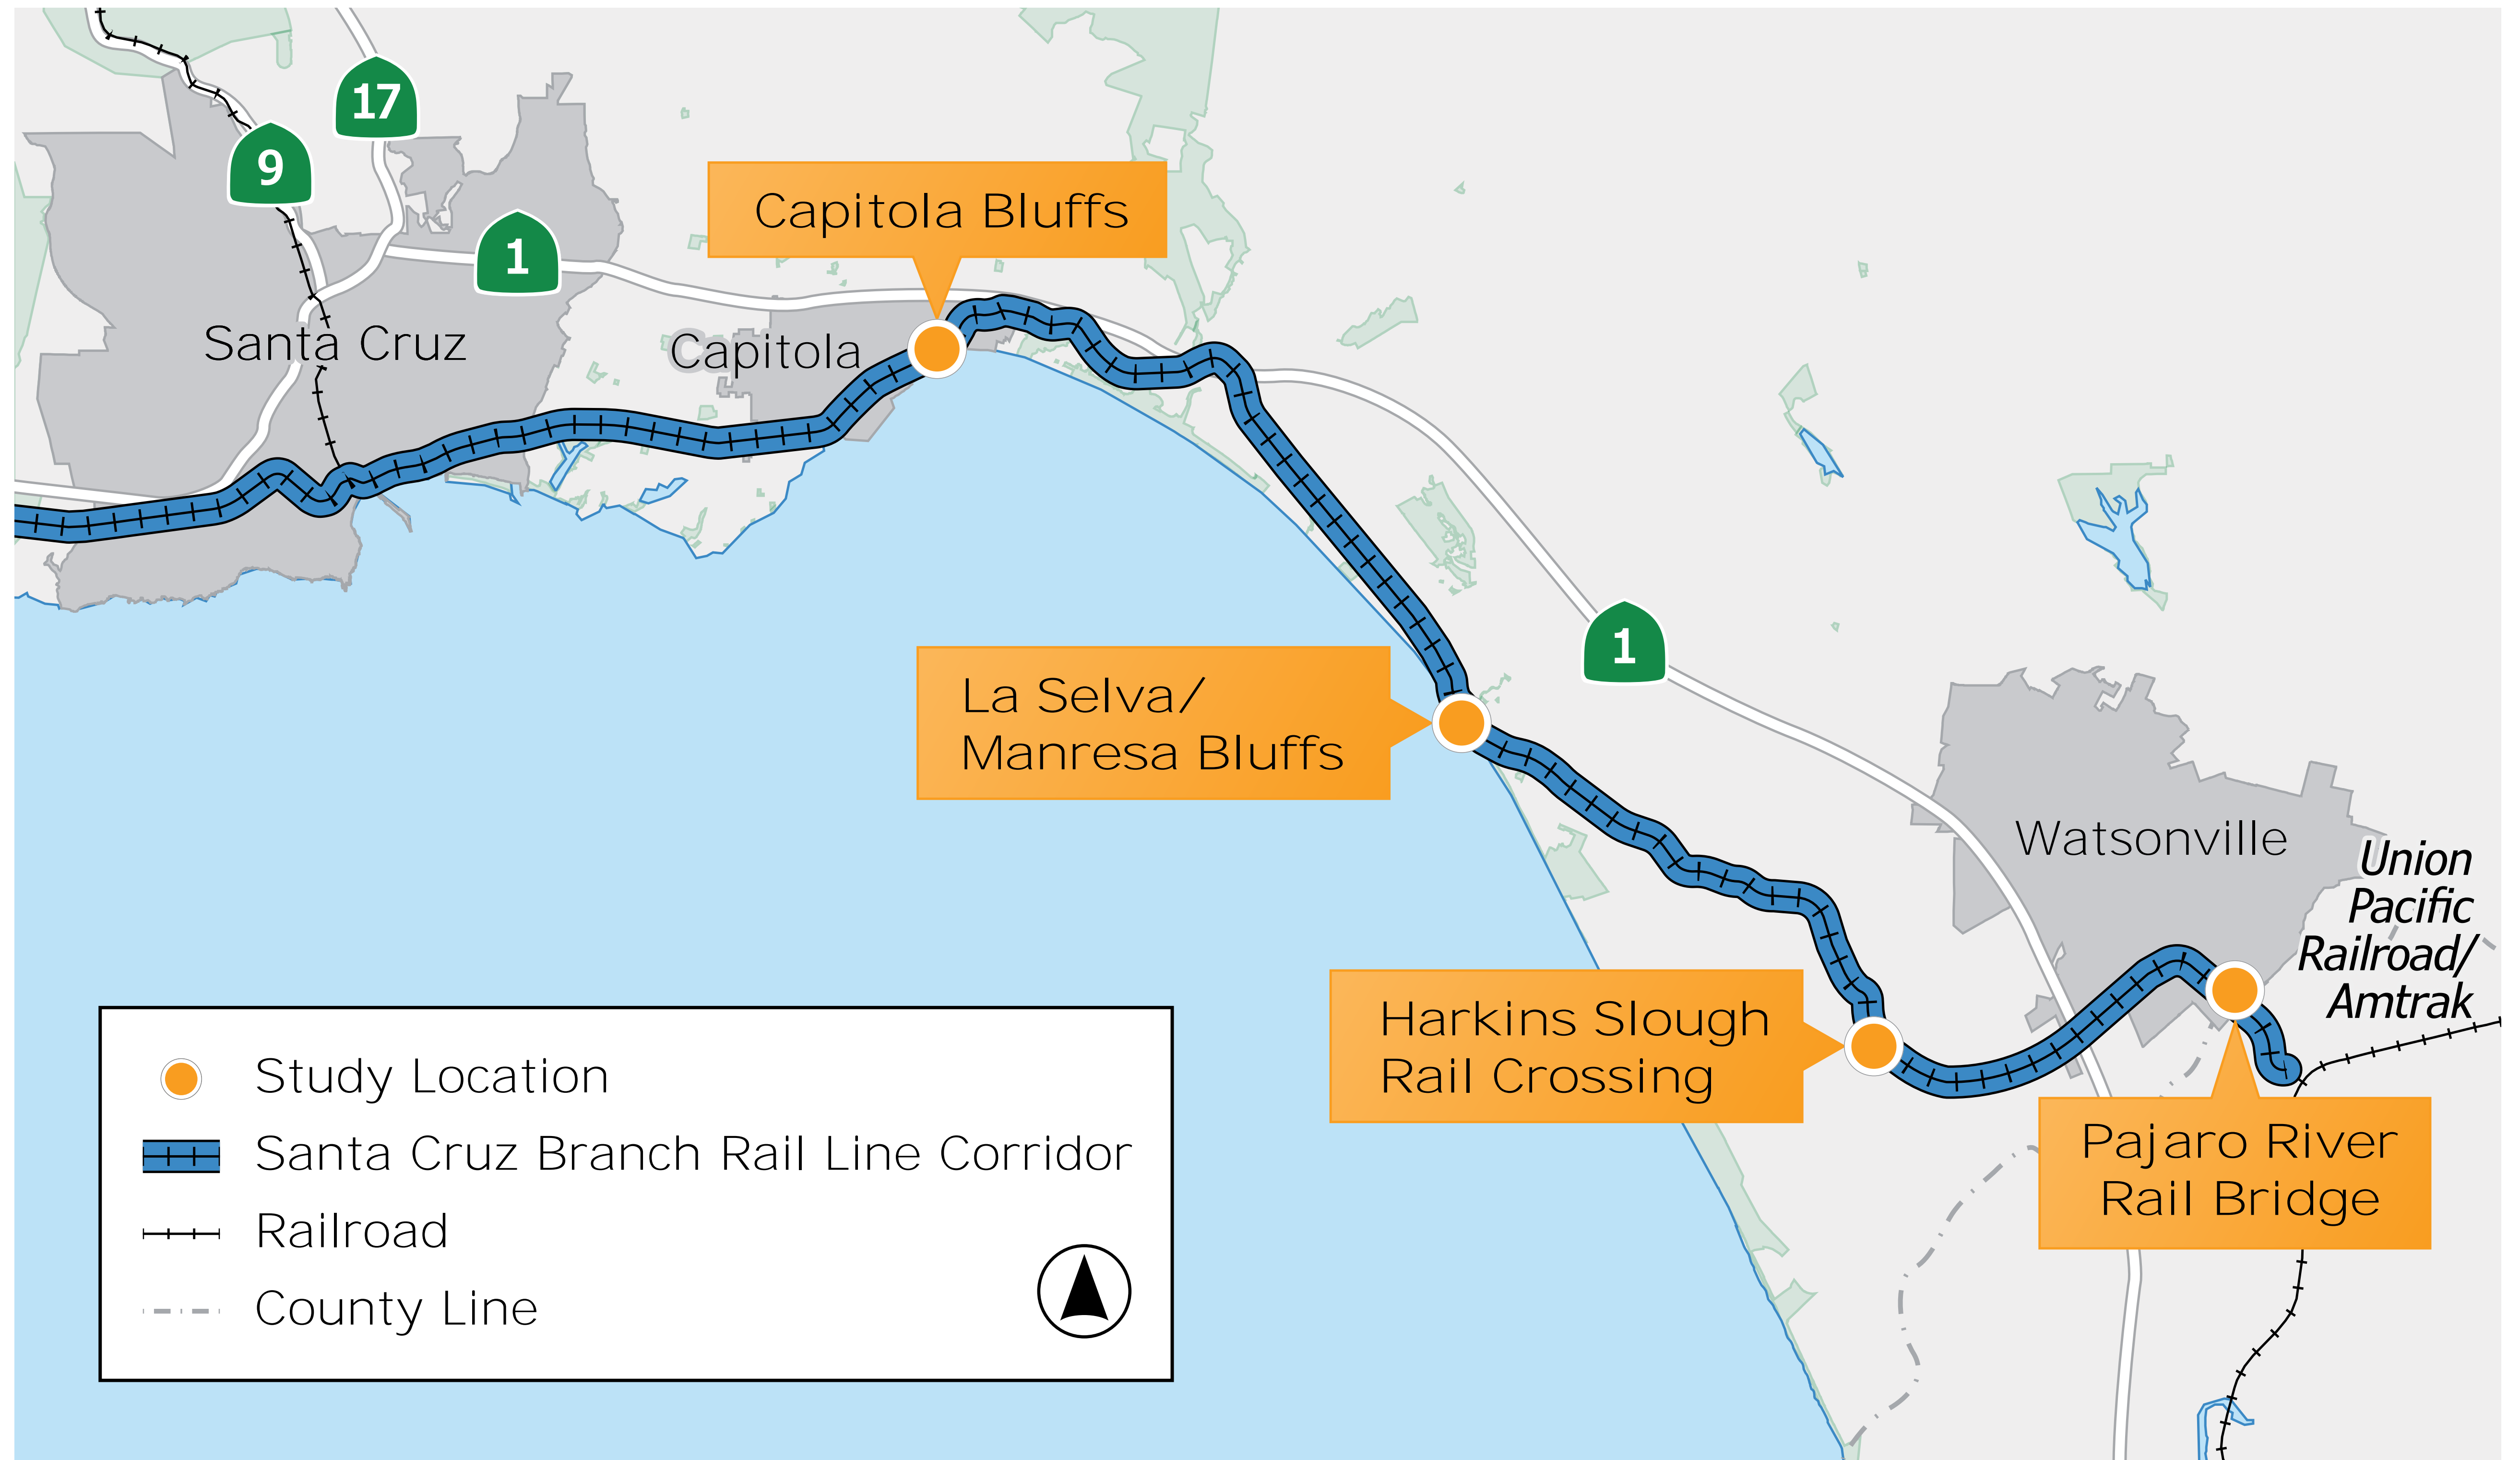 17
9
1
Capitola Bluffs
Santa Cruz
Capitola
1
La Selva/
Manresa Bluffs
Watsonville
Union
Pacific
Railroad/
Amtrak
Harkins Slough
Rail Crossing
Pajaro River
Rail Bridge
Study Location
Santa Cruz Branch Rail Line Corridor
Railroad
County Line